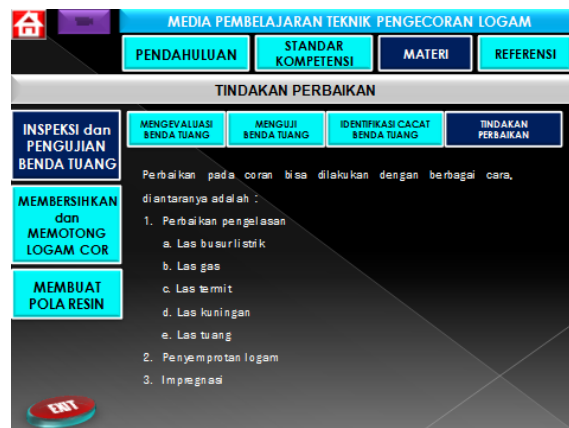 MEDIA PEMBELAJARAN TEKNIK PENGECORAN LOGAM
PENDAHULUAN
STANDAR
KOMPETENSI
MATERI
REFERENSI
TINDAKAN PERBAIKAN
INSPEKSI dan
PENGUJIAN
BENDA TUANG
MEMBERSIHKAN
dan
MEMOTONG
LOGAM COR
MEMBUAT
POLA RESIN
MENGEVALUASI
BENDA TUANG
MENGUJI
BENDA TUANG
IDENTIFIKASI CACAT
BENDA TUANG
TINDAKAN
PERBAIKAN
Perbaikan pada coran bisa dilakukan dengan berbagai cara,
diantaranya adalah :
1. Perbaikan pengelasan
a. Las busur listrik
b. Las gas
c. Las termit
d. Las kuningan
e. Las tuang
2. Penyemprotan logam
3. Impregnasi
EXIT